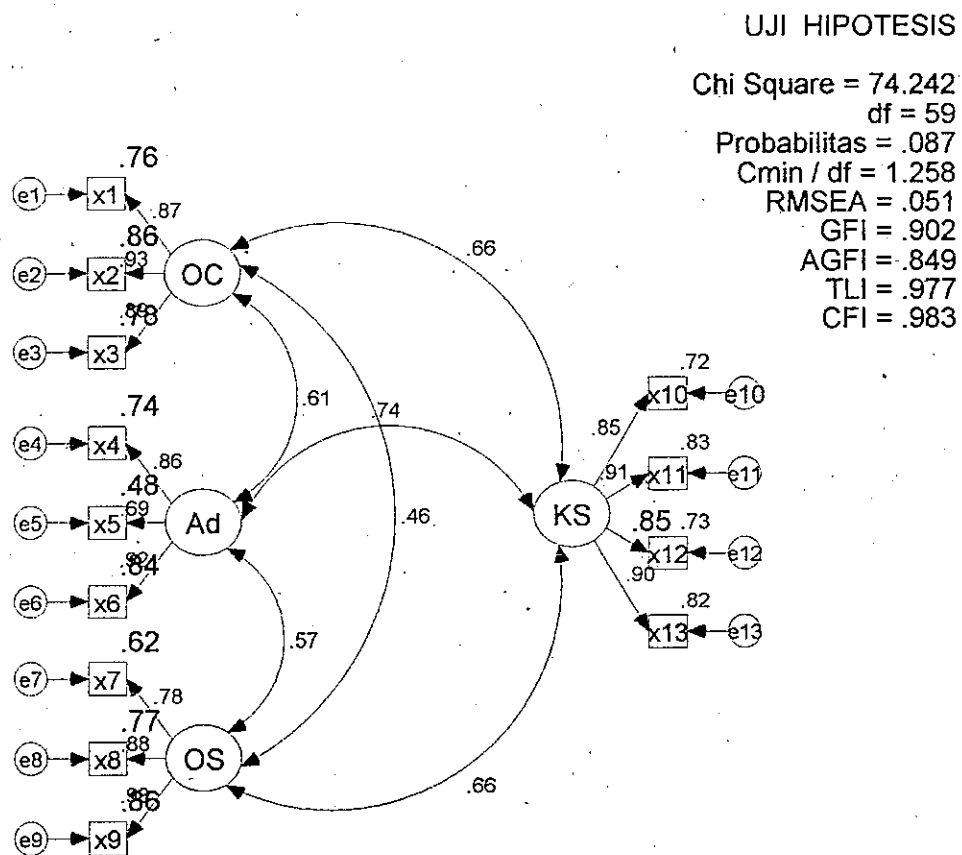 UJI HIPOTESIS
Chi Square = 74.242
df = 59
Probabilitas = .087
Cmin / df = 1.258
RMSEA = .051
GFI = .902
AGFI = .849
TLI = .977
CFI = .983
.76
e1 x1
.87
.86
e2 x2 .93 OC
.66
.78
e3 x3
.61
.74
.74
e4 x4
.86
.48
e5 x5 .69 Ad
.46
.84
e6 x6
.57
.62
e7 x7
.78
.77
e8 x8 .88 OS
.66
.86
e9 x9
.72
x10 e10
.85
.83
.91 x11 e11
KS
.85 .73
x12 e12
.90
.82
x13 e13